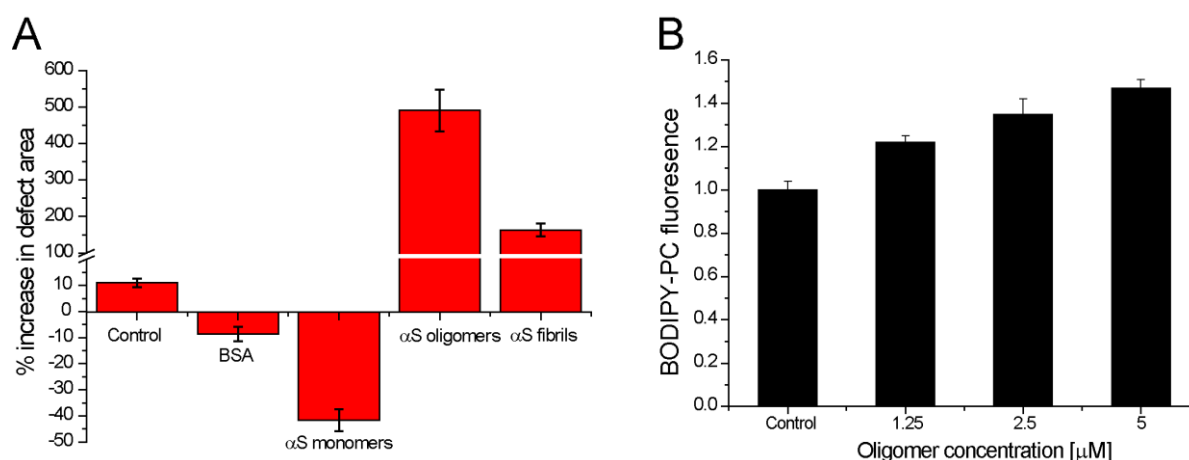 A
% increase in defect area
600
500
400
300
200
100
10
0
-10
-20
-30
-40
-50
Control
BSA
αS monomers
αS oligomers
αS fibrils
B
BODIPY-PC fluoresence
1.6
1.4
1.2
1.0
0.8
0.6
0.4
0.2
0.0
Control
1.25
2.5
5
Oligomer concentration [μM]